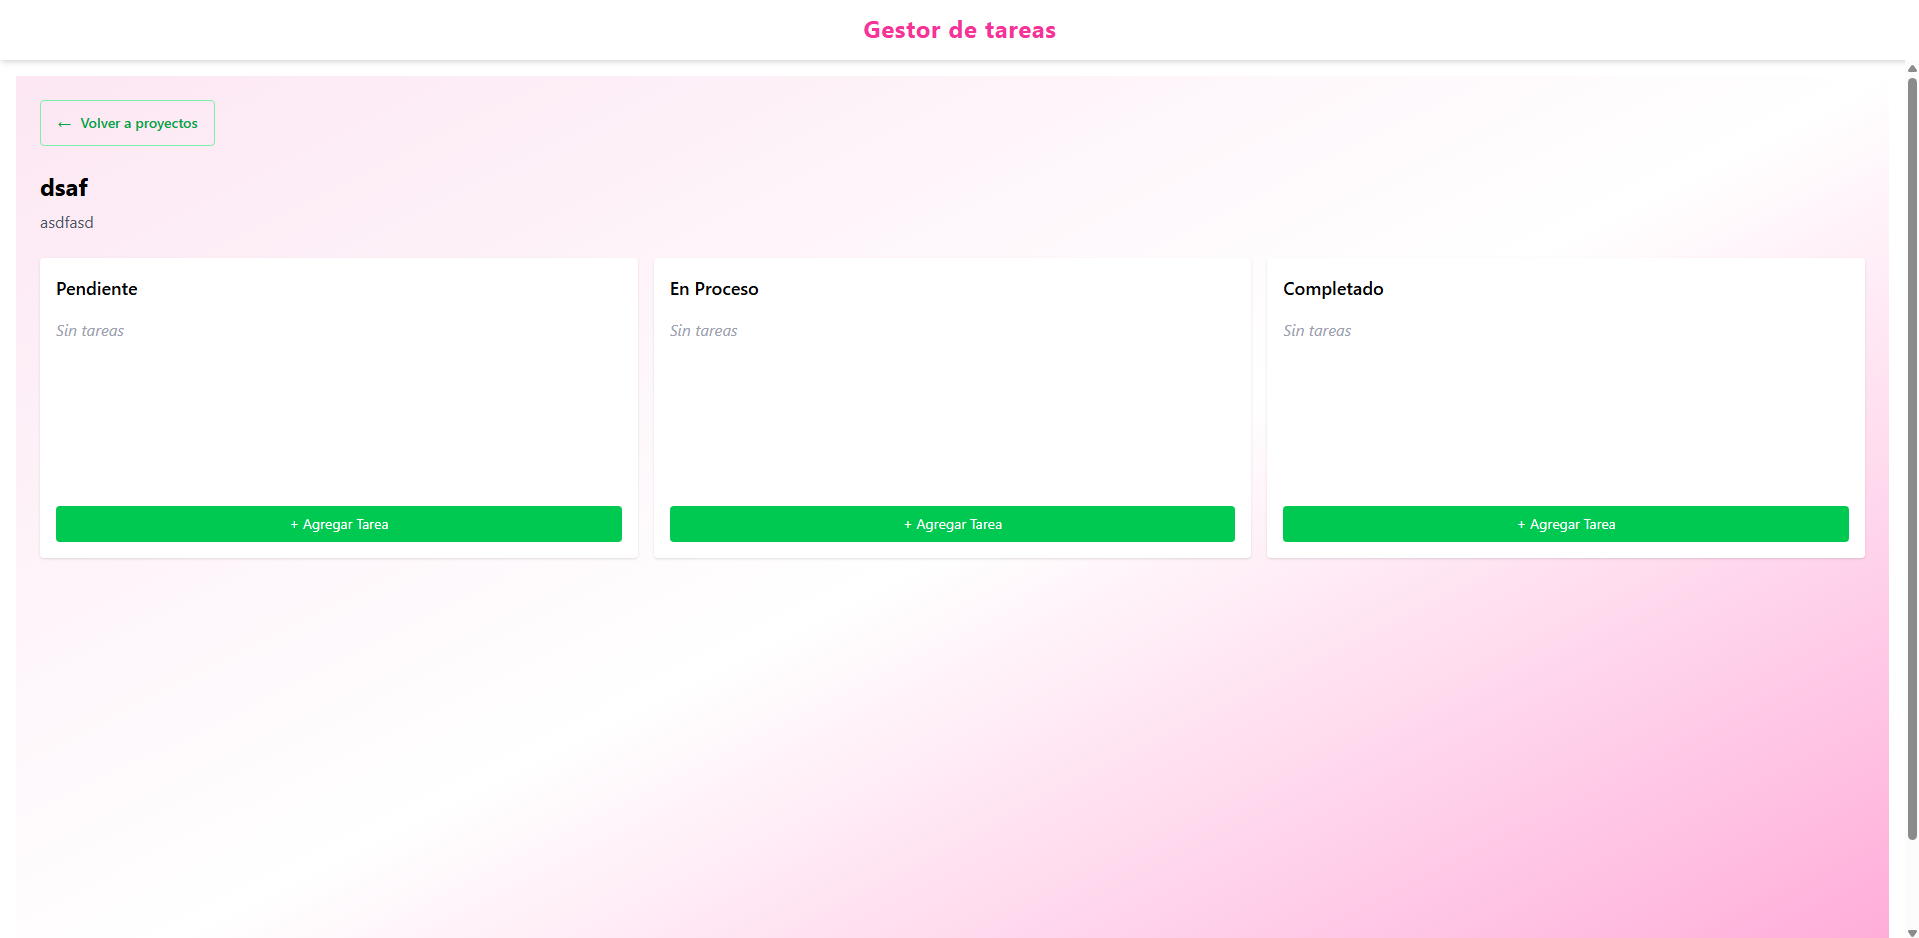 Gestor de tareas
← Volver a proyectos
dsaf
asdfasd
Pendiente
Sin tareas
+ Agregar Tarea
En Proceso
Sin tareas
+ Agregar Tarea
Completado
Sin tareas
+ Agregar Tarea